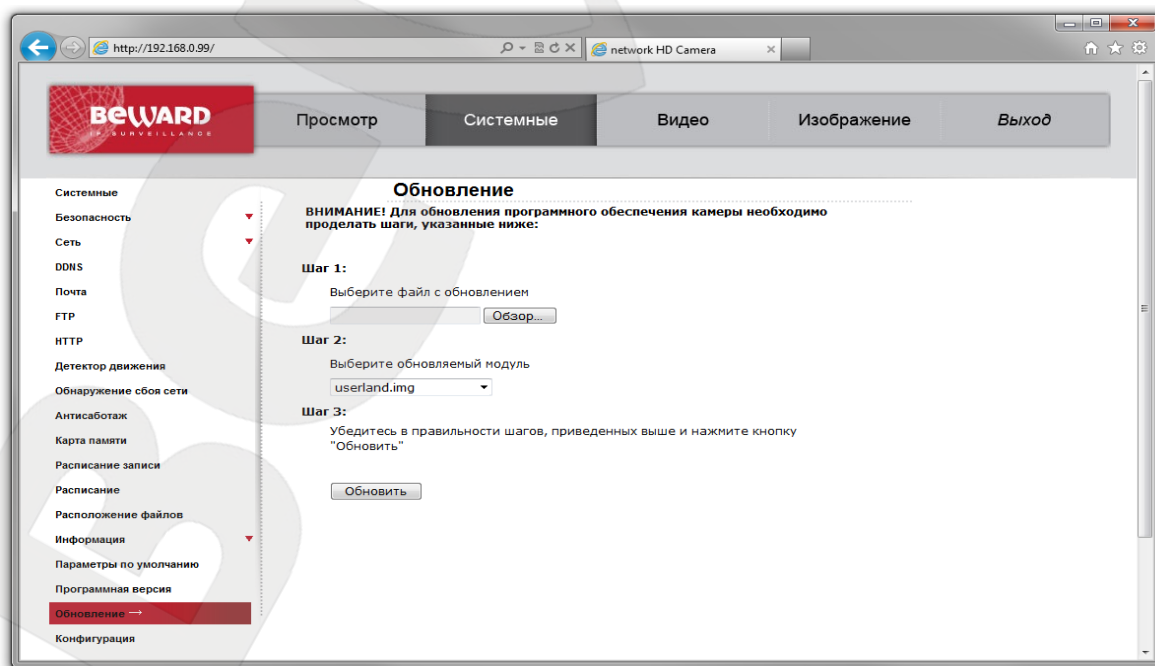 http://192.168.0.99/
network HD Camera
BEWARD
IP SURVEILLANCE
Просмотр
Системные
Видео
Изображение
Выход
Системные
Безопасность
Сеть
DDNS
Почта
FTP
HTTP
Детектор движения
Обнаружение сбоя сети
Антисаботаж
Карта памяти
Расписание записи
Расписание
Расположение файлов
Информация
Параметры по умолчанию
Программная версия
Обновление →
Конфигурация
Обновление
ВНИМАНИЕ! Для обновления программного обеспечения камеры необходимо
проделать шаги, указанные ниже:
Шаг 1:
Выберите файл с обновлением
Обзор...
Шаг 2:
Выберите обновляемый модуль
userland.img
Шаг 3:
Убедитесь в правильности шагов, приведенных выше и нажмите кнопку
"Обновить"
Обновить